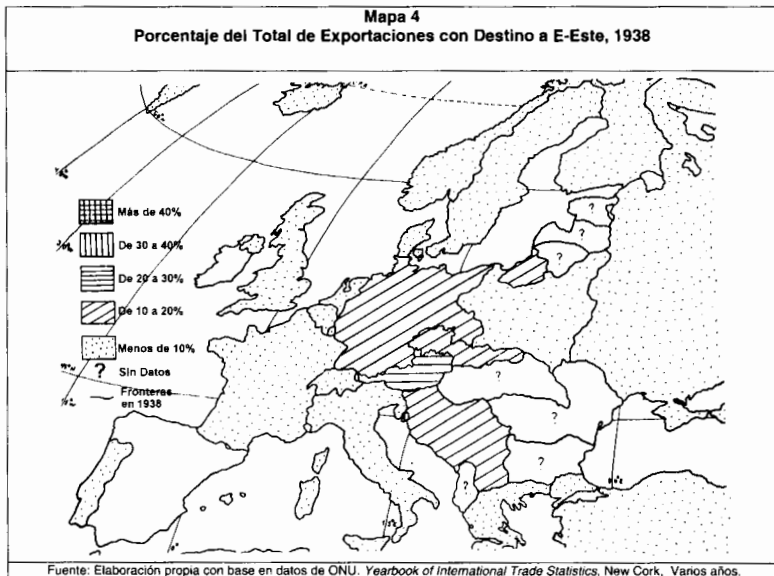 Mapa 4
Porcentaje del Total de Exportaciones con Destino a E-Este, 1938
Más de 40%
De 30 a 40%
De 20 a 30%
De 10 a 20%
Menos de 10%
? Sin Datos
Fronteras
en 1938
?
?
?
?
?
?
?
Fuente: Elaboración propia con base en datos de ONU. Yearbook of International Trade Statistics, New Cork, Varios años.